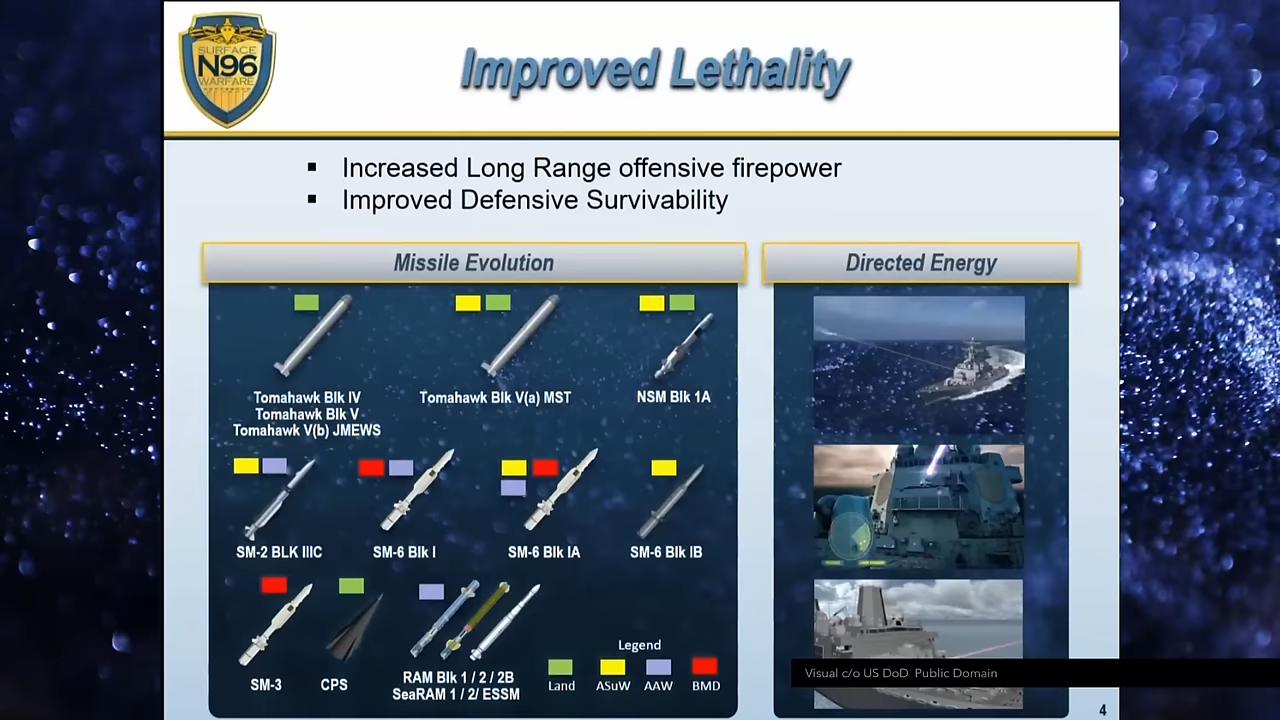 SURFACE
N96
WARFARE
Improved Lethality
▪ Increased Long Range offensive firepower
▪ Improved Defensive Survivability
Missile Evolution
Directed Energy
Tomahawk Blk IV
Tomahawk Blk V
Tomahawk V(b) JMEWS
Tomahawk Blk V(a) MST
NSM Blk 1A
SM-2 BLK IIIC
SM-6 Blk I
SM-6 Blk IA
SM-6 Blk IB
SM-3
CPS
RAM Blk 1 / 2 / 2B
SeaRAM 1 / 2/ ESSM
Legend
Land
ASuW
AAW
BMD
Visual c/o US DoD Public Domain
4